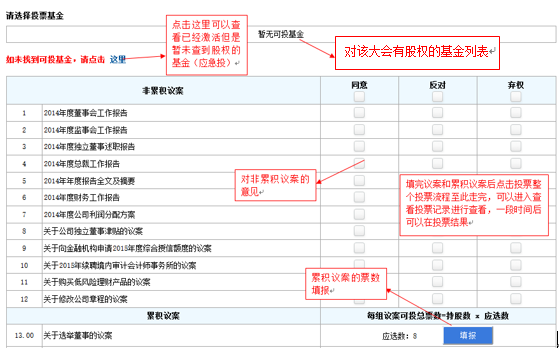 请选择投票基金
点击这里可以查
看已经激活但是
暂未查到股权的
基金（应急投）
暂无可投基金
对该大会有股权的基金列表
如未找到可投基金，请点击 这里
非累积议案
同意
反对
弃权
1 2014年度董事会工作报告
2 2014年度监事会工作报告
3 2014年度独立董事述职报告
4 2014年度总裁工作报告
5 2014年年度报告全文及摘要
6 2014年度财务工作报告
7 2014年度公司利润分配方案
8 关于公司独立董事津贴的议案
9 关于向金融机构申请2015年度综合授信额度的议案
10 关于2015年续聘境内审计会计师事务所的议案
11 关于购买低风险理财产品的议案
12 关于修改公司章程的议案
对非累积议案的
意见
填完议案和累积议案后点击投票整
个投票流程至此走完，可以进入查
看投票记录进行查看，一段时间后
可以在投票结果
累积议案的票数
填报
累积议案
每组议案可投总票数=持股数 × 应选数
13.00 关于选举董事的议案
应选数：8
填报